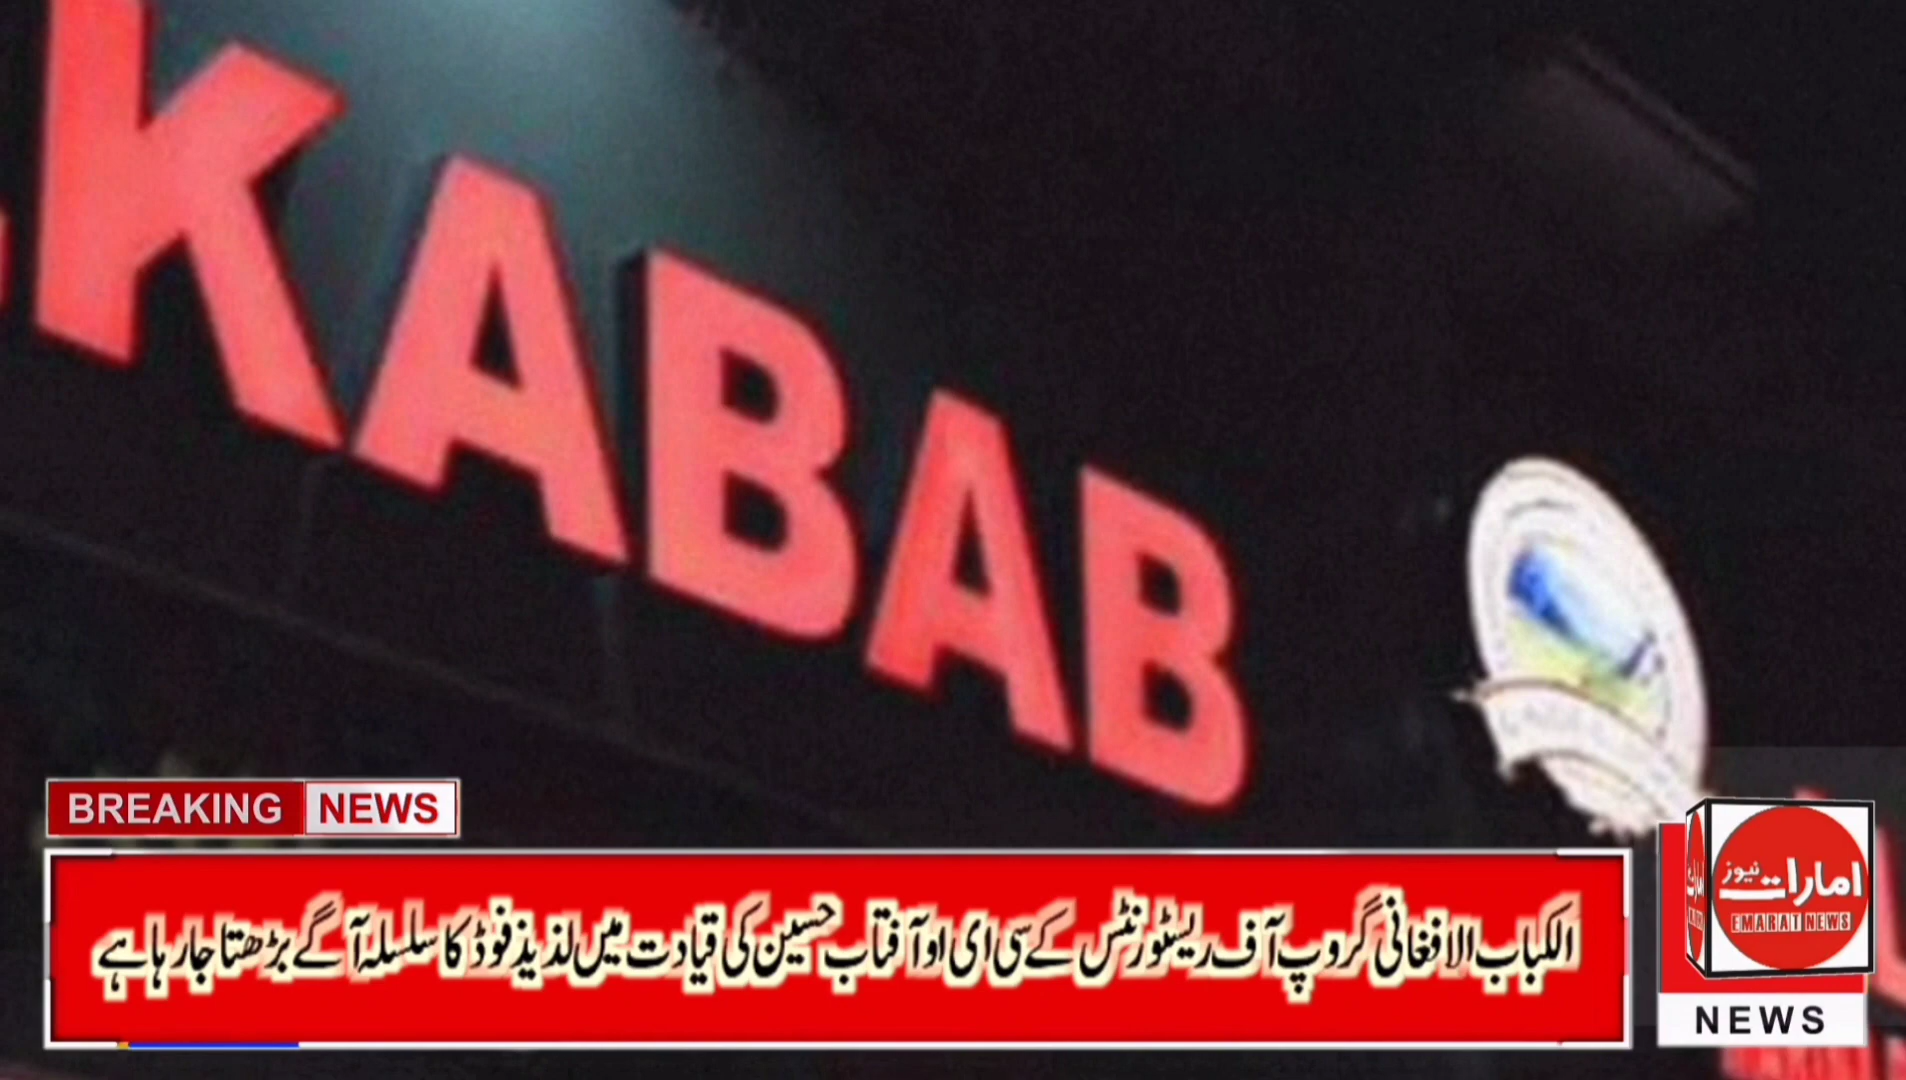 KABAB
BREAKING NEWS
الکباب الافغانی گروپ آف ریسٹورنٹس کے سی ای او آفتاب حسین کی قیادت میں لذیذ فوڈ کا سلسلہ آگے بڑھتا جا رہا ہے
امارات نیوز
EMARAT NEWS
NEWS